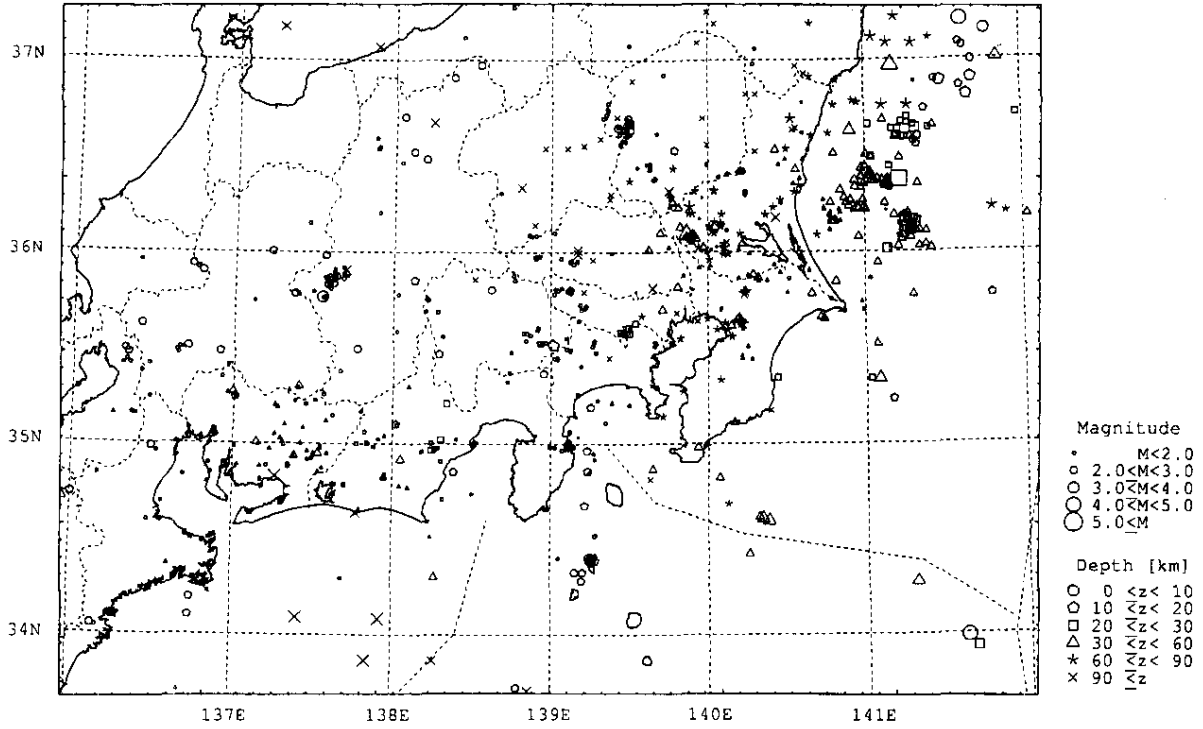 37N
36N
35N
34N
137E 138E 139E 140E 141E
Magnitude
M<2.0
2.0≤M<3.0
3.0≤M<4.0
4.0≤M<5.0
5.0≤M
Depth [km]
0 ≤z< 10
10 ≤z< 20
20 ≤z< 30
30 ≤z< 60
60 ≤z< 90
90 ≤z